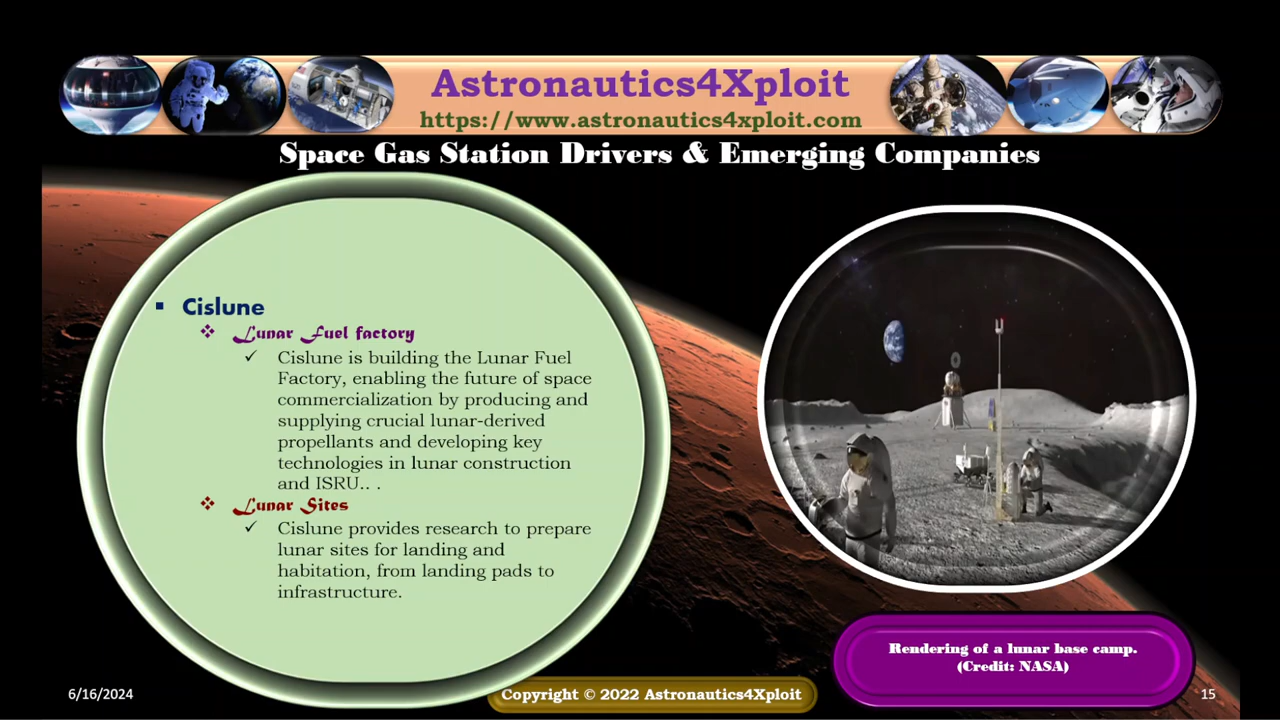 Astronautics4Xploit
https://www.astronautics4xploit.com
Space Gas Station Drivers & Emerging Companies
▪ Cislune
❖ Lunar Fuel factory
✓ Cislune is building the Lunar Fuel
Factory, enabling the future of space
commercialization by producing and
supplying crucial lunar-derived
propellants and developing key
technologies in lunar construction
and ISRU.. .
❖ Lunar Sites
✓ Cislune provides research to prepare
lunar sites for landing and
habitation, from landing pads to
infrastructure.
Rendering of a lunar base camp.
(Credit: NASA)
6/16/2024
Copyright © 2022 Astronautics4Xploit
15